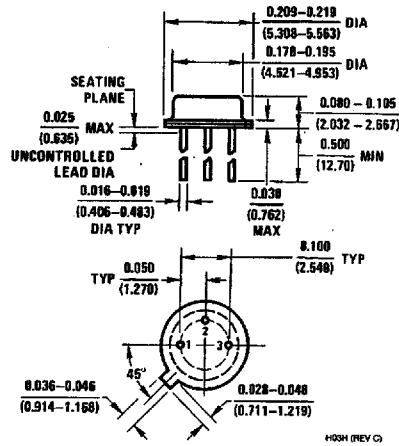 0.209–0.219 DIA
(5.308–5.563)
0.178–0.195 DIA
(4.521–4.953)
SEATING
PLANE
0.025 MAX
(0.635)
0.080–0.105
(2.032–2.667)
UNCONTROLLED
LEAD DIA
0.500 MIN
(12.70)
0.016–0.019
(0.406–0.483)
DIA TYP
0.030
(0.762)
MAX
0.100 TYP
(2.540)
TYP 0.050
(1.270)
2
1
3
45°
0.036–0.046
(0.914–1.168)
0.028–0.048
(0.711–1.219)
H03H (REV C)